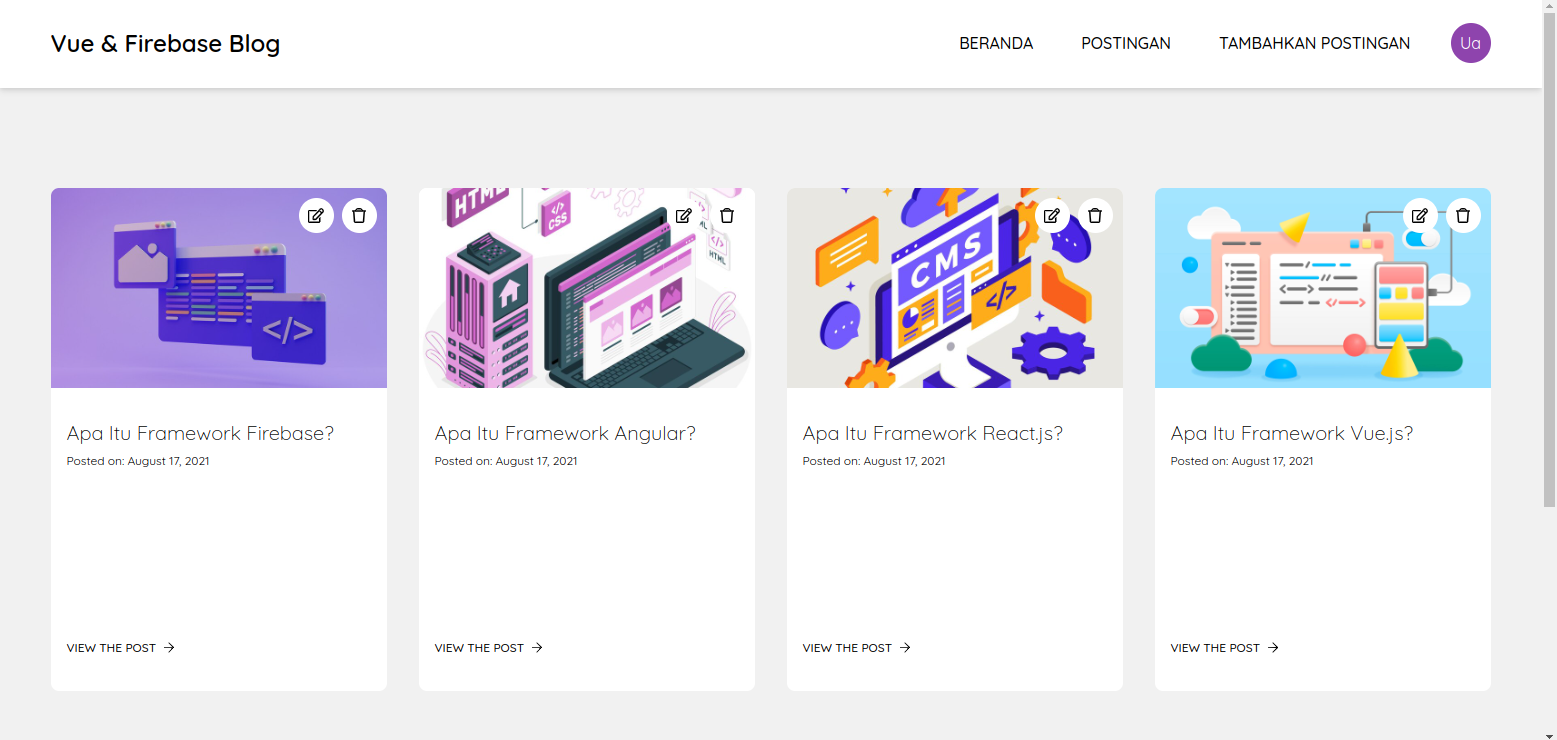 Vue & Firebase Blog
BERANDA
POSTINGAN
TAMBAHKAN POSTINGAN
Ua
HTML
</>
CSS
ML
</>
HTML
CMS
</>
</>
Apa Itu Framework Firebase?
Posted on: August 17, 2021
VIEW THE POST →
Apa Itu Framework Angular?
Posted on: August 17, 2021
VIEW THE POST →
Apa Itu Framework React.js?
Posted on: August 17, 2021
VIEW THE POST →
Apa Itu Framework Vue.js?
Posted on: August 17, 2021
VIEW THE POST →